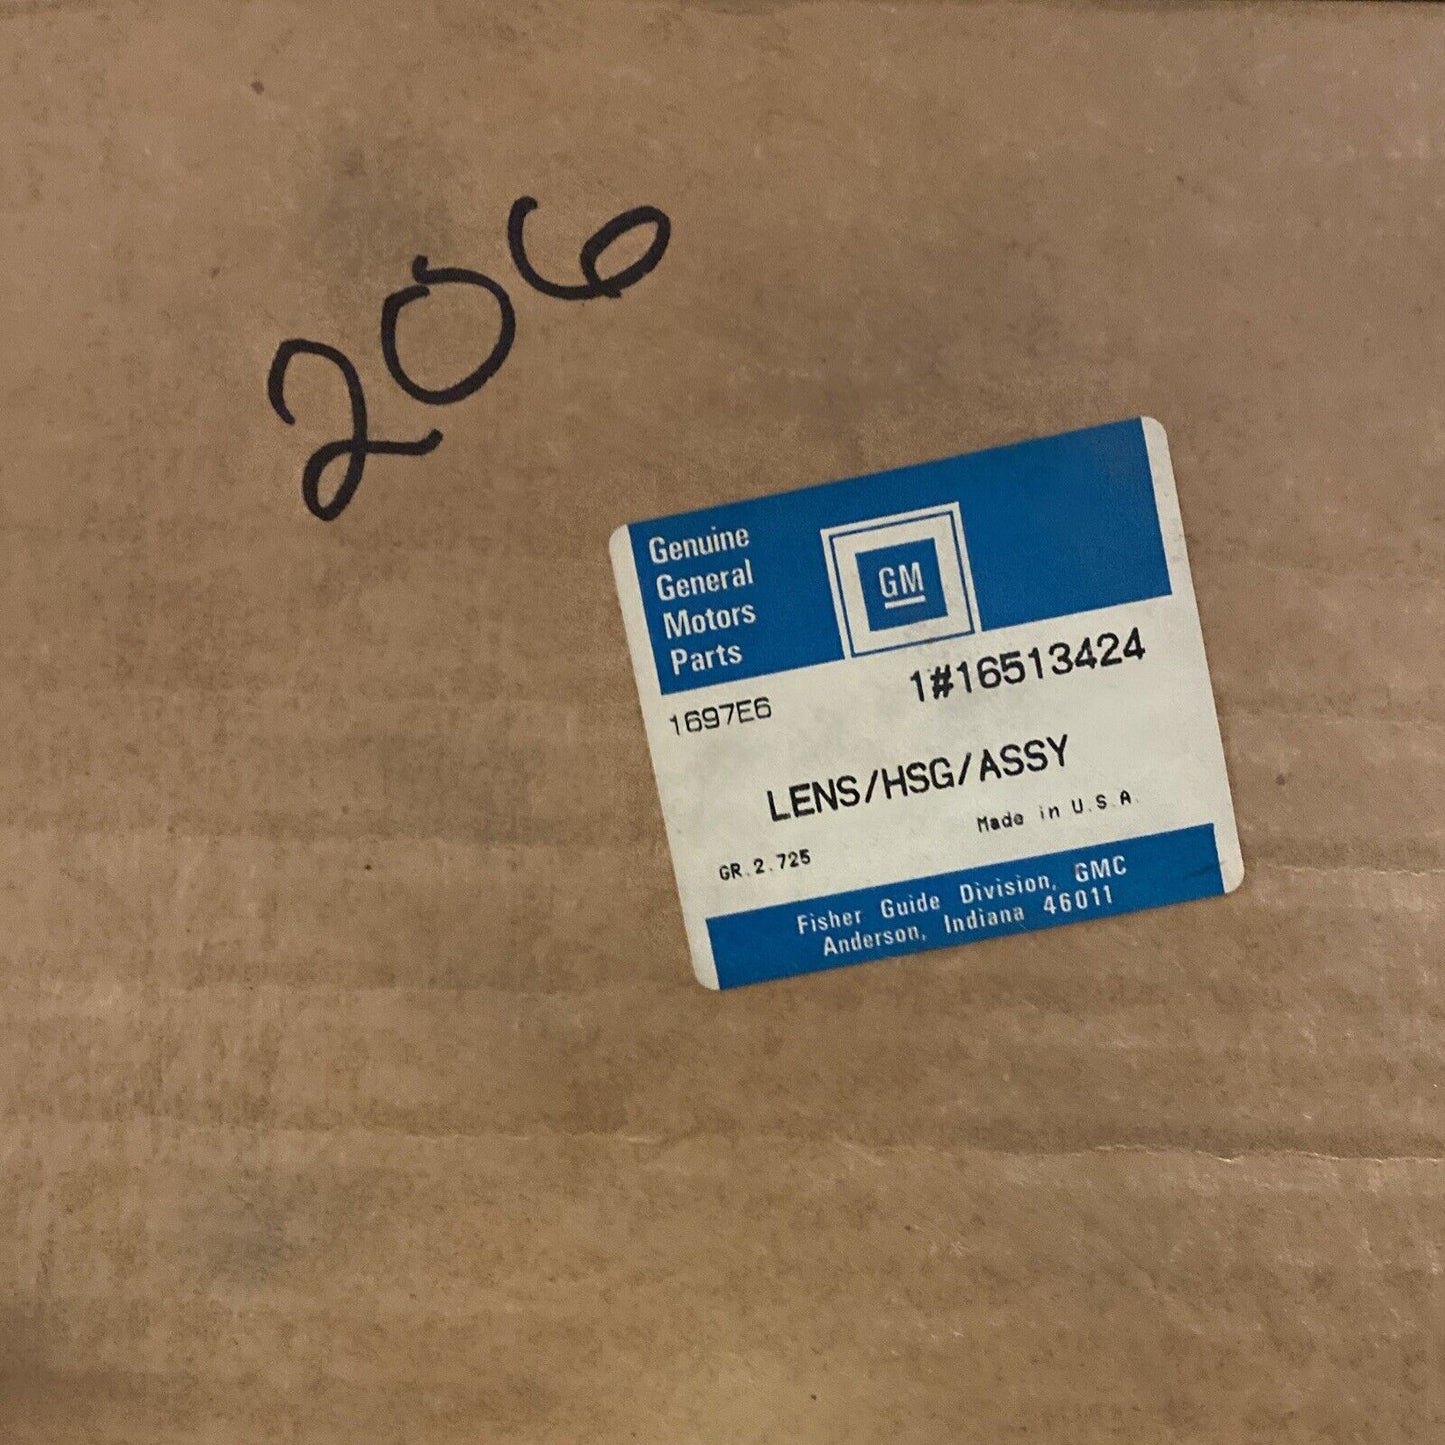 206
Genuine
General
Motors
Parts
GM
1697E6
1#16513424
LENS/HSG/ASSY
Made in U.S.A.
GR.2.725
Fisher Guide Division, GMC
Anderson, Indiana 46011